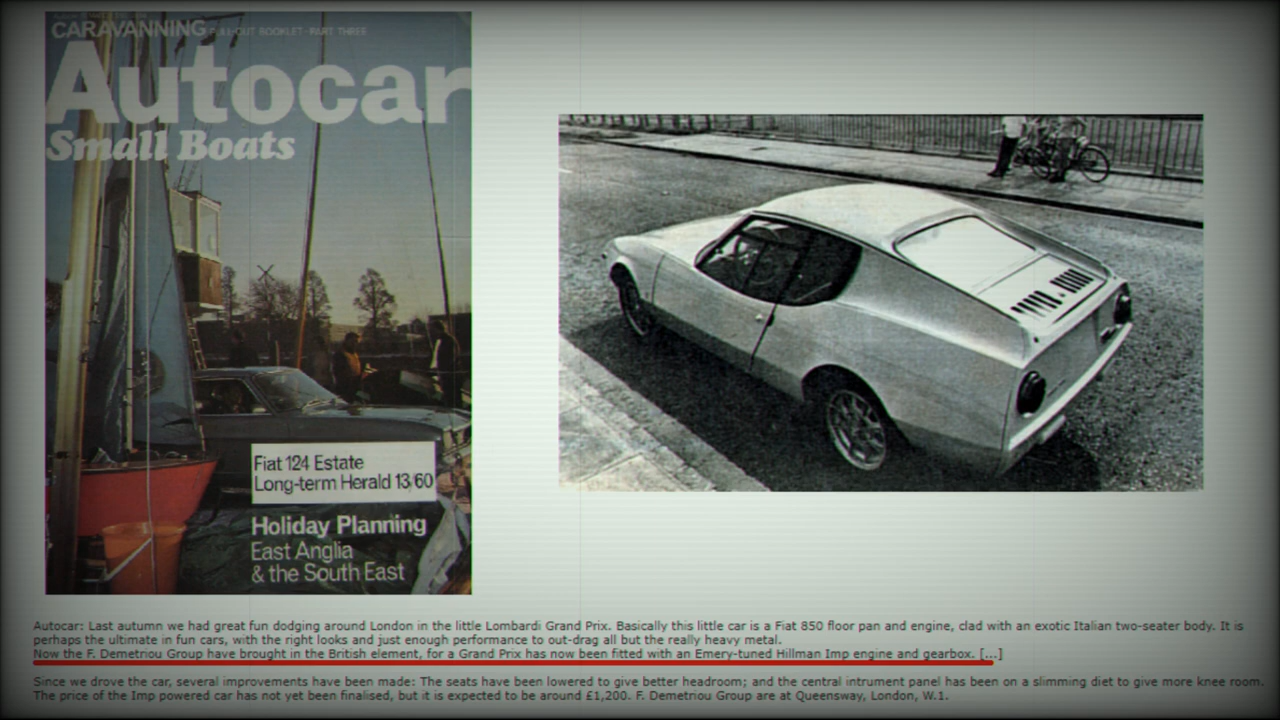 CARAVANNING PULL-OUT BOOKLET · PART THREE
Autocar
Small Boats
Fiat 124 Estate
Long-term Herald 13/60
Holiday Planning
East Anglia
& the South East
Autocar: Last autumn we had great fun dodging around London in the little Lombardi Grand Prix. Basically this little car is a Fiat 850 floor pan and engine, clad with an exotic Italian two-seater body. It is
perhaps the ultimate in fun cars, with the right looks and just enough performance to out-drag all but the really heavy metal.
Now the F. Demetriou Group have brought in the British element, for a Grand Prix has now been fitted with an Emery-tuned Hillman Imp engine and gearbox. [...]
Since we drove the car, several improvements have been made: The seats have been lowered to give better headroom; and the central intrument panel has been on a slimming diet to give more knee room.
The price of the Imp powered car has not yet been finalised, but it is expected to be around £1,200. F. Demetriou Group are at Queensway, London, W.1.